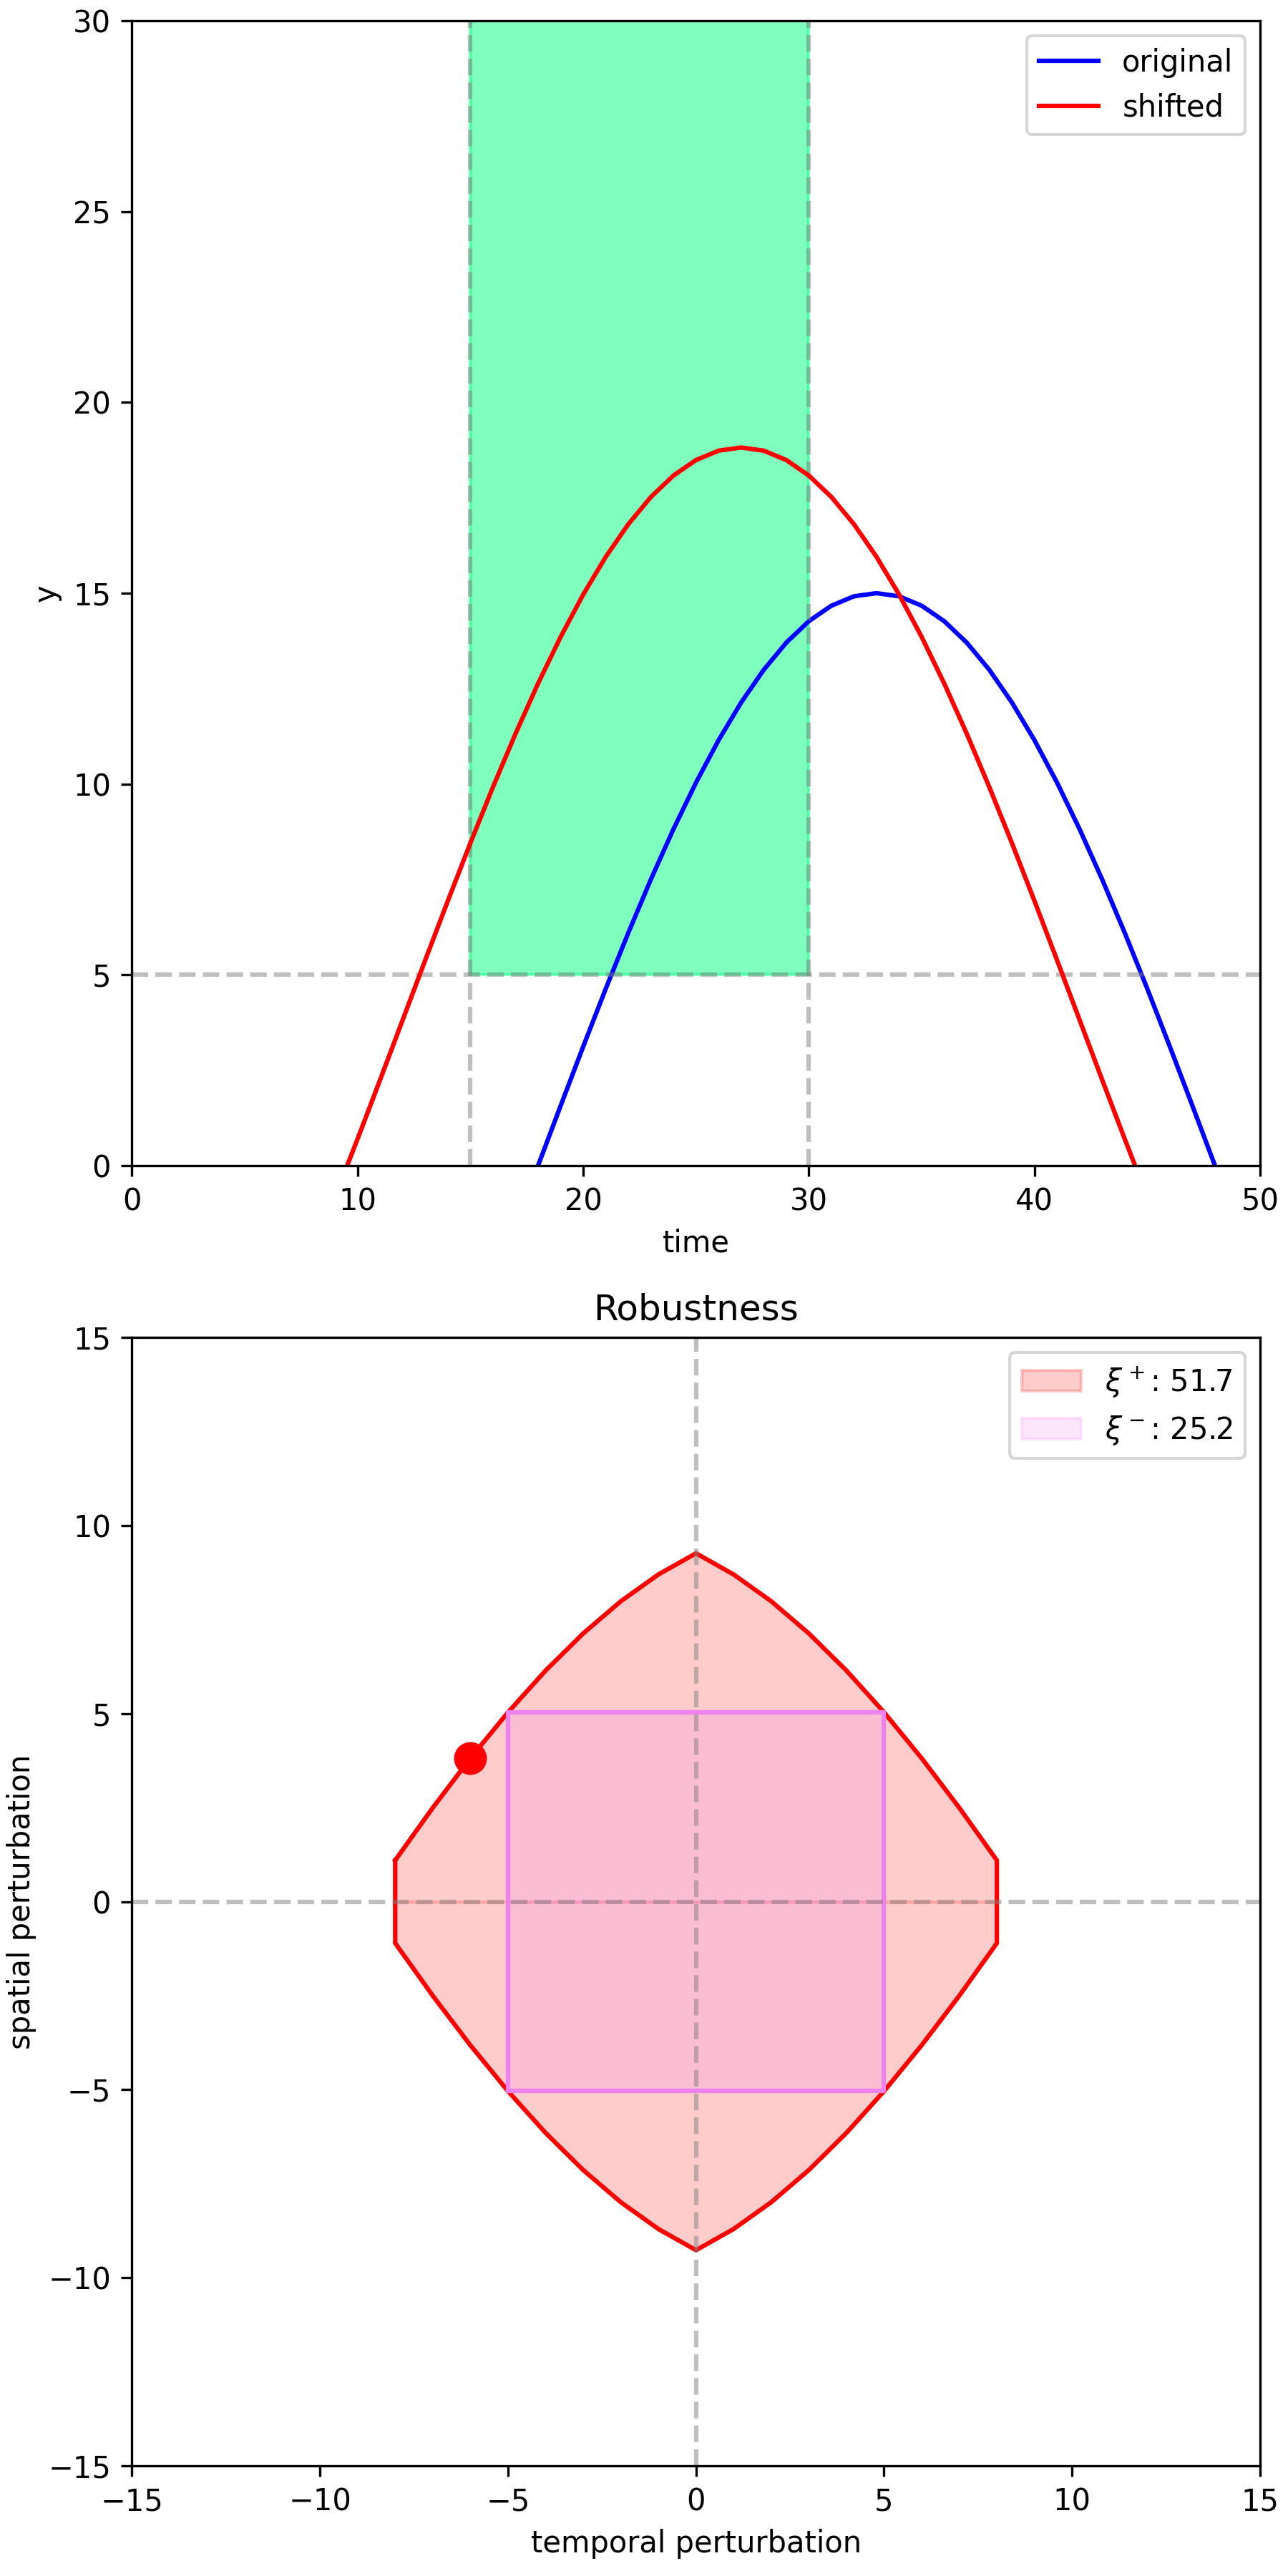 30
25
20
15
10
5
0
y
original
shifted
0 10 20 30 40 50
time
Robustness
15
10
5
0
−5
−10
−15
spatial perturbation
ξ⁺: 51.7
ξ⁻: 25.2
−15 −10 −5 0 5 10 15
temporal perturbation